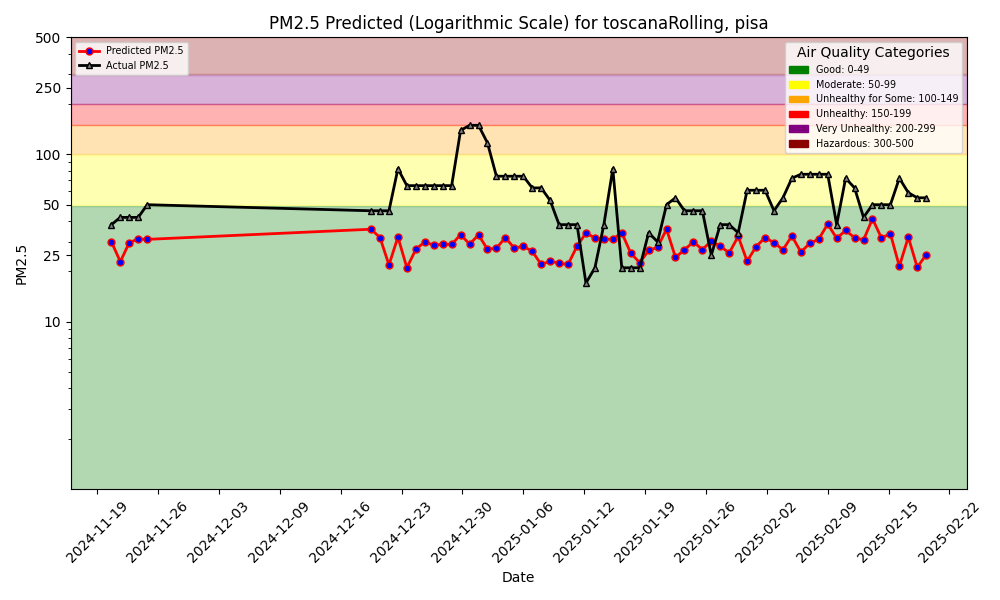 PM2.5 Predicted (Logarithmic Scale) for toscanaRolling, pisa
Predicted PM2.5
Actual PM2.5
Air Quality Categories
Good: 0-49
Moderate: 50-99
Unhealthy for Some: 100-149
Unhealthy: 150-199
Very Unhealthy: 200-299
Hazardous: 300-500
500
250
100
50
25
10
PM2.5
2024-11-19
2024-11-26
2024-12-03
2024-12-09
2024-12-16
2024-12-23
2024-12-30
2025-01-06
2025-01-12
2025-01-19
2025-01-26
2025-02-02
2025-02-09
2025-02-15
2025-02-22
Date